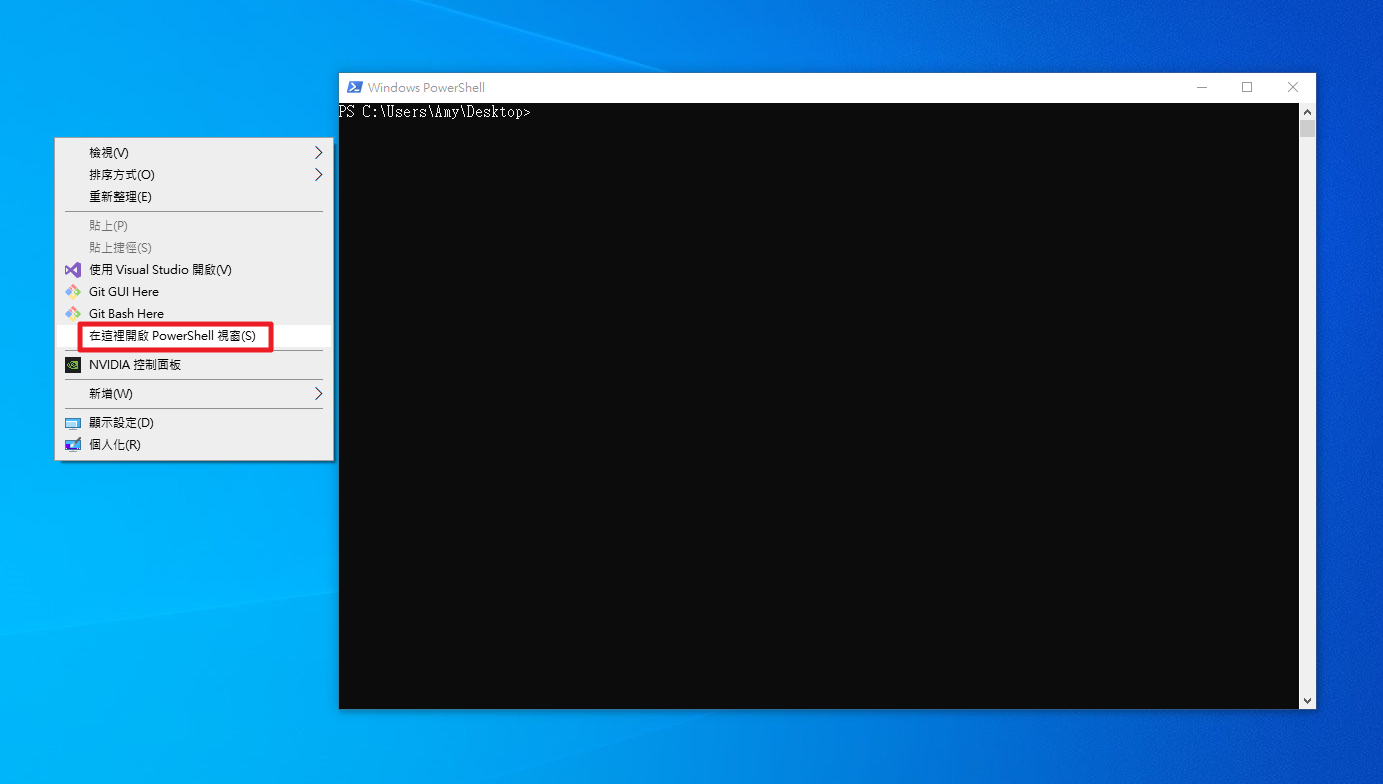 Windows PowerShell
PS C:\Users\Amy\Desktop>
檢視(V)
排序方式(O)
重新整理(E)
貼上(P)
貼上捷徑(S)
使用 Visual Studio 開啟(V)
Git GUI Here
Git Bash Here
在這裡開啟 PowerShell 視窗(S)
NVIDIA 控制面板
新增(W)
顯示設定(D)
個人化(R)